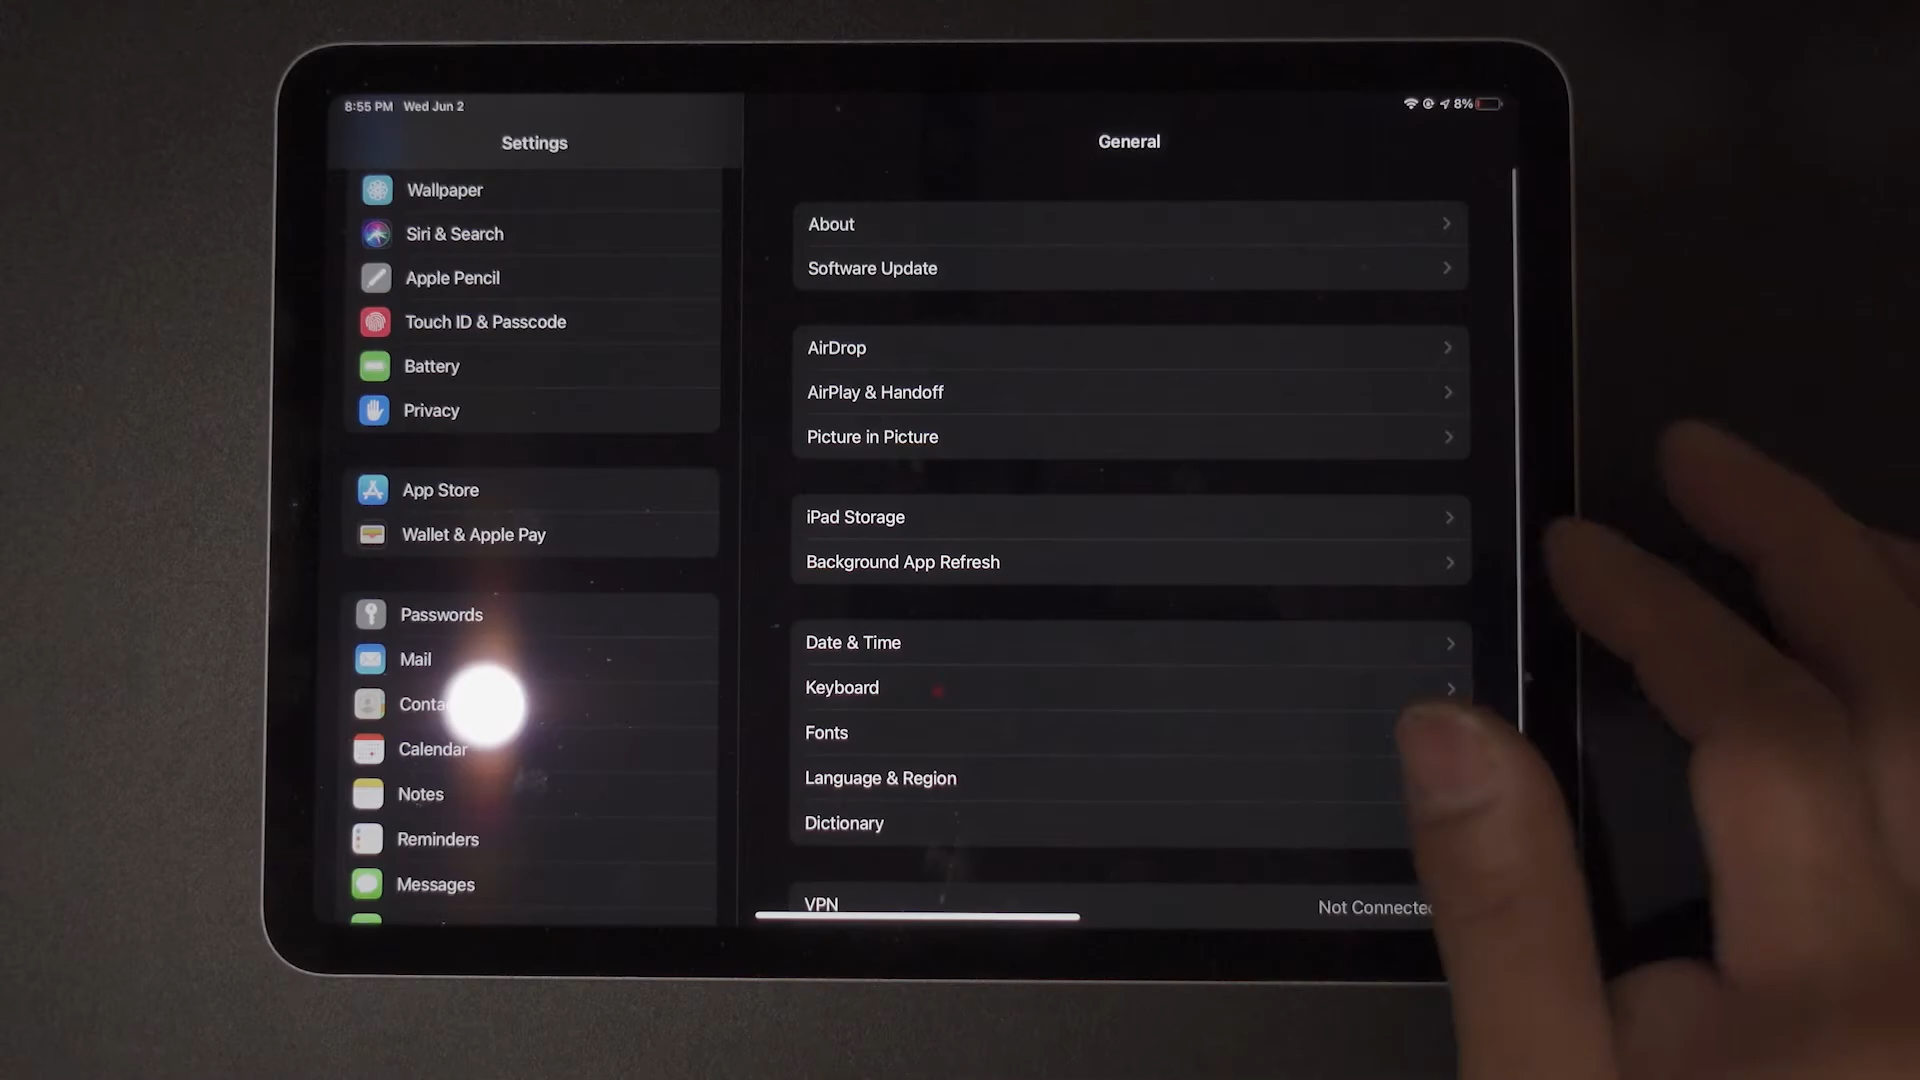 8:55 PM Wed Jun 2
8%
Settings
Wallpaper
Siri & Search
Apple Pencil
Touch ID & Passcode
Battery
Privacy
App Store
Wallet & Apple Pay
Passwords
Mail
Calendar
Notes
Reminders
Messages
General
About
Software Update
AirDrop
AirPlay & Handoff
Picture in Picture
iPad Storage
Background App Refresh
Date & Time
Keyboard
Fonts
Language & Region
Dictionary
VPN
Not Connected